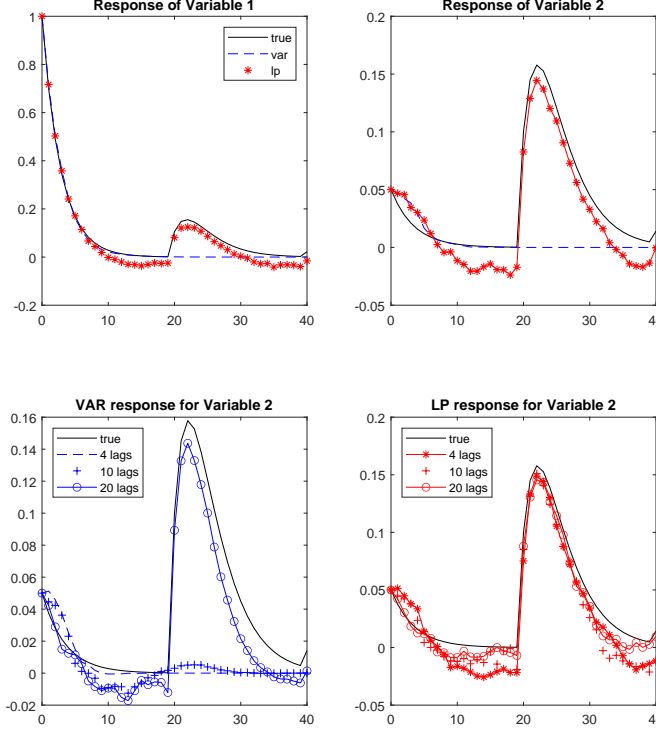 Response of Variable 1
1
0.8
0.6
0.4
0.2
0
-0.2
0 10 20 30 40
true
var
lp
Response of Variable 2
0.2
0.15
0.1
0.05
0
-0.05
0 10 20 30 40
VAR response for Variable 2
0.16
0.14
0.12
0.1
0.08
0.06
0.04
0.02
0
-0.02
0 10 20 30 40
true
4 lags
10 lags
20 lags
LP response for Variable 2
0.2
0.15
0.1
0.05
0
-0.05
0 10 20 30 40
true
4 lags
10 lags
20 lags